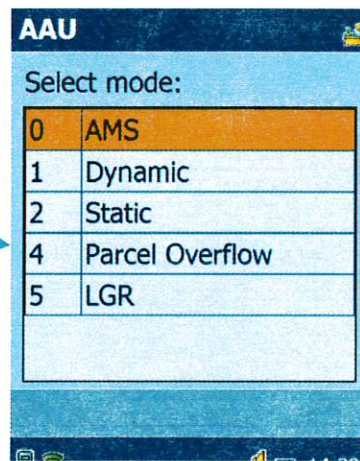 AAU
Select mode:
0 AMS
1 Dynamic
2 Static
4 Parcel Overflow
5 LGR